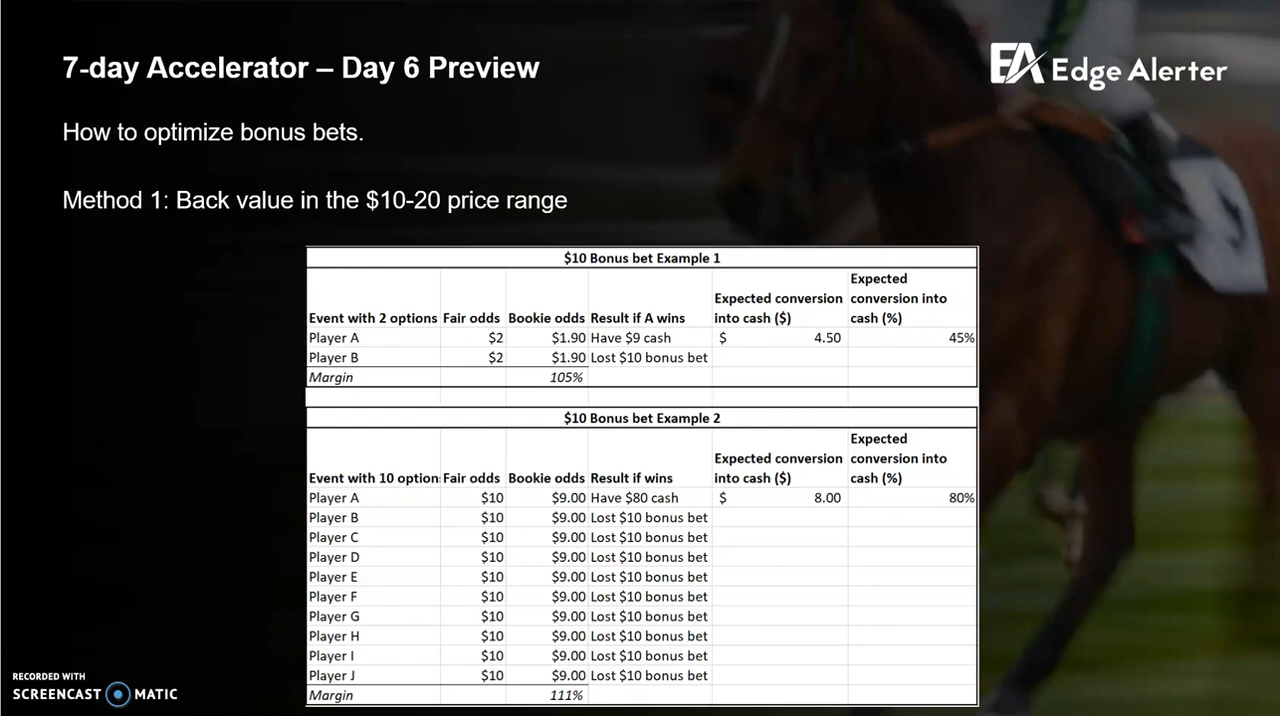 7-day Accelerator – Day 6 Preview
EA Edge Alerter
How to optimize bonus bets.
Method 1: Back value in the $10-20 price range
$10 Bonus bet Example 1
Event with 2 options Fair odds Bookie odds Result if A wins Expected conversion into cash ($) Expected conversion into cash (%)
Player A $2 $1.90 Have $9 cash $ 4.50 45%
Player B $2 $1.90 Lost $10 bonus bet
Margin 105%
$10 Bonus bet Example 2
Event with 10 option Fair odds Bookie odds Result if wins Expected conversion into cash ($) Expected conversion into cash (%)
Player A $10 $9.00 Have $80 cash $ 8.00 80%
Player B $10 $9.00 Lost $10 bonus bet
Player C $10 $9.00 Lost $10 bonus bet
Player D $10 $9.00 Lost $10 bonus bet
Player E $10 $9.00 Lost $10 bonus bet
Player F $10 $9.00 Lost $10 bonus bet
Player G $10 $9.00 Lost $10 bonus bet
Player H $10 $9.00 Lost $10 bonus bet
Player I $10 $9.00 Lost $10 bonus bet
Player J $10 $9.00 Lost $10 bonus bet
Margin 111%
RECORDED WITH
SCREENCAST MATIC